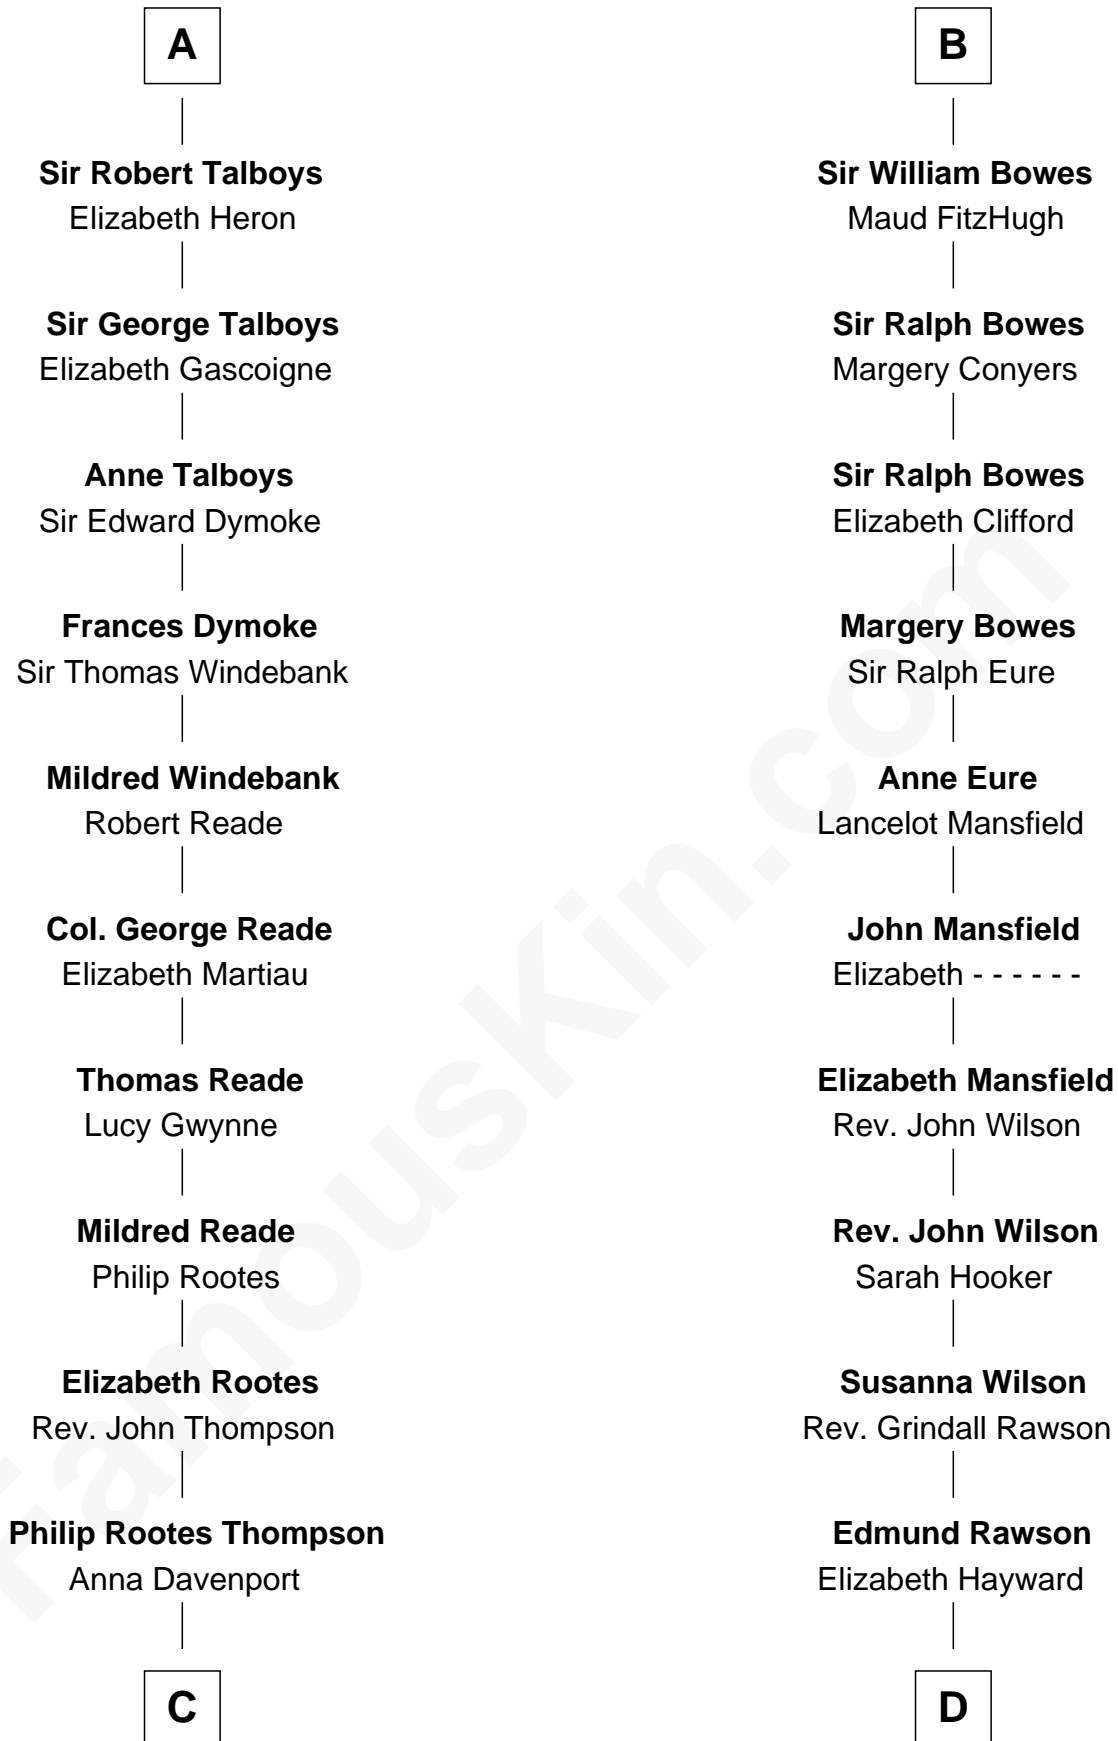 A
Sir Robert Talboys
Elizabeth Heron
Sir George Talboys
Elizabeth Gascoigne
Anne Talboys
Sir Edward Dymoke
Frances Dymoke
Sir Thomas Windebank
Mildred Windebank
Robert Reade
Col. George Reade
Elizabeth Martiau
Thomas Reade
Lucy Gwynne
Mildred Reade
Philip Rootes
Elizabeth Rootes
Rev. John Thompson
Philip Rootes Thompson
Anna Davenport
C
B
Sir William Bowes
Maud FitzHugh
Sir Ralph Bowes
Margery Conyers
Sir Ralph Bowes
Elizabeth Clifford
Margery Bowes
Sir Ralph Eure
Anne Eure
Lancelot Mansfield
John Mansfield
Elizabeth - - - - - -
Elizabeth Mansfield
Rev. John Wilson
Rev. John Wilson
Sarah Hooker
Susanna Wilson
Rev. Grindall Rawson
Edmund Rawson
Elizabeth Hayward
D
FamousKin.com